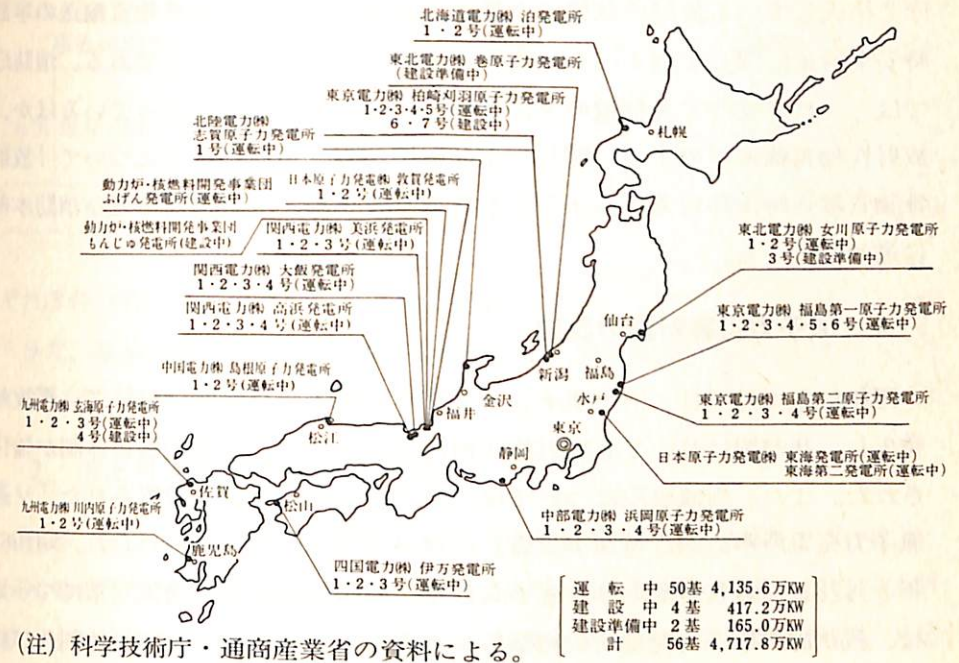 北海道電力㈱ 泊発電所
1・2号(運転中)
東北電力㈱ 巻原子力発電所
(建設準備中)
東京電力㈱ 柏崎刈羽原子力発電所
1・2・3・4・5号(運転中)
6・7号(建設中)
北陸電力㈱
志賀原子力発電所
1号(運転中)
動力炉・核燃料開発事業団
ふげん発電所(運転中)
日本原子力発電㈱ 敦賀発電所
1・2号(運転中)
動力炉・核燃料開発事業団
もんじゅ発電所(建設中)
関西電力㈱ 美浜発電所
1・2・3号(運転中)
関西電力㈱ 大飯発電所
1・2・3・4号(運転中)
関西電力㈱ 高浜発電所
1・2・3・4号(運転中)
中国電力㈱ 島根原子力発電所
1・2号(運転中)
九州電力㈱ 玄海原子力発電所
1・2・3号(運転中)
4号(建設中)
九州電力㈱ 川内原子力発電所
1・2号(運転中)
四国電力㈱ 伊万発電所
1・2・3号(運転中)
東北電力㈱ 女川原子力発電所
1・2号(運転中)
3号(建設準備中)
東京電力㈱ 福島第一原子力発電所
1・2・3・4・5・6号(運転中)
東京電力㈱ 福島第二原子力発電所
1・2・3・4号(運転中)
日本原子力発電㈱ 東海発電所(運転中)
東海第二発電所(運転中)
中部電力㈱ 浜岡原子力発電所
1・2・3・4号(運転中)
札幌
仙台
新潟
福島
水戸
東京
金沢
福井
静岡
松江
松山
佐賀
鹿児島
運転中 50基 4,135.6万KW
建設中 4基 417.2万KW
建設準備中 2基 165.0万KW
計 56基 4,717.8万KW
(注) 科学技術庁・通商産業省の資料による。